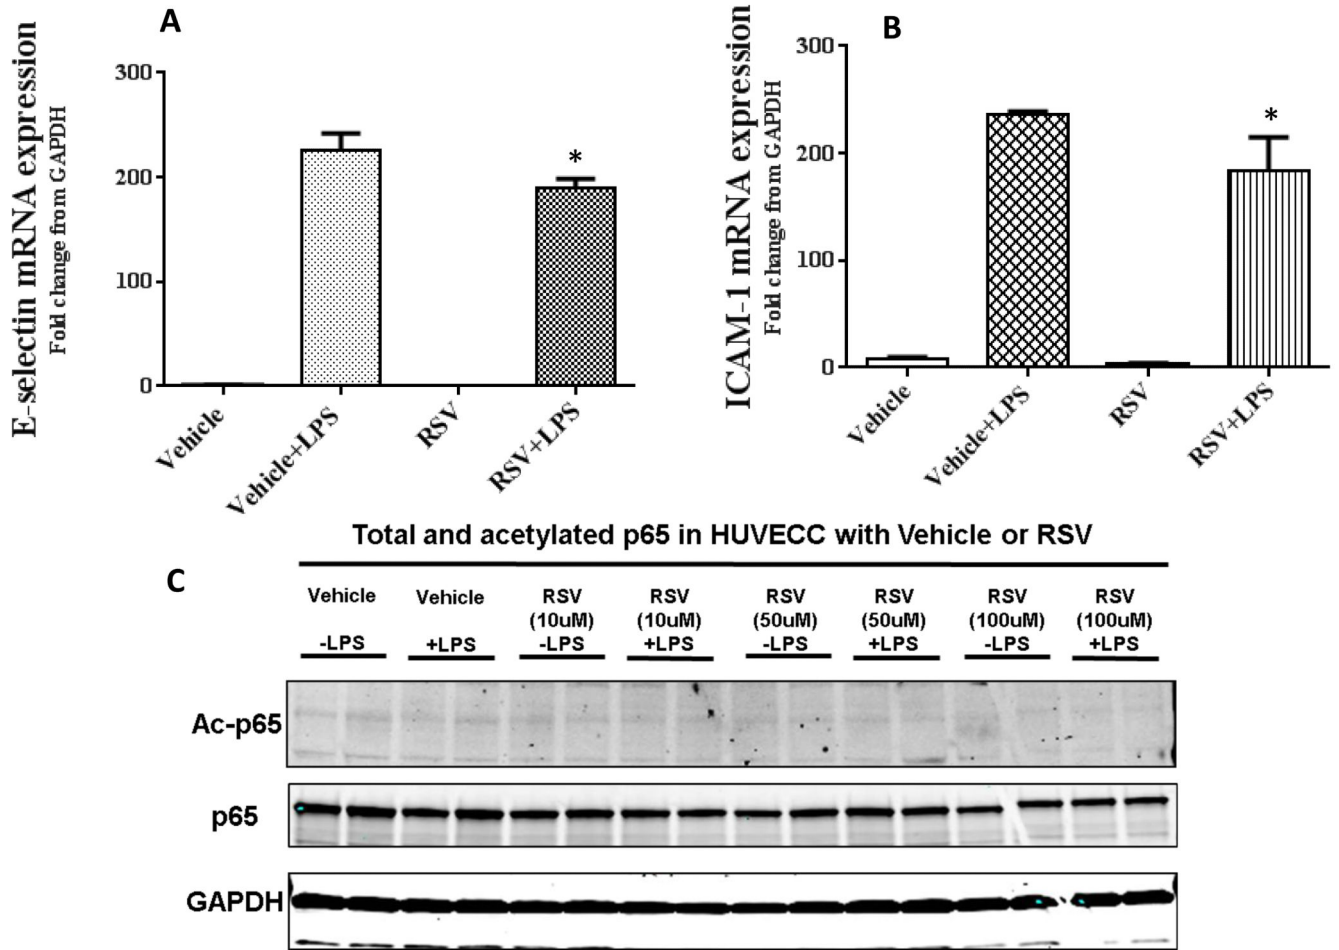 A
E-selectin mRNA expression
Fold change from GAPDH
300
200
100
0
*
Vehicle
Vehicle+LPS
RSV
RSV+LPS
B
ICAM-1 mRNA expression
Fold change from GAPDH
300
200
100
0
*
Vehicle
Vehicle+LPS
RSV
RSV+LPS
Total and acetylated p65 in HUVECC with Vehicle or RSV
C
Vehicle Vehicle RSV RSV RSV RSV RSV RSV
(10uM) (10uM) (50uM) (50uM) (100uM) (100uM)
-LPS +LPS -LPS +LPS -LPS +LPS -LPS +LPS
Ac-p65
p65
GAPDH